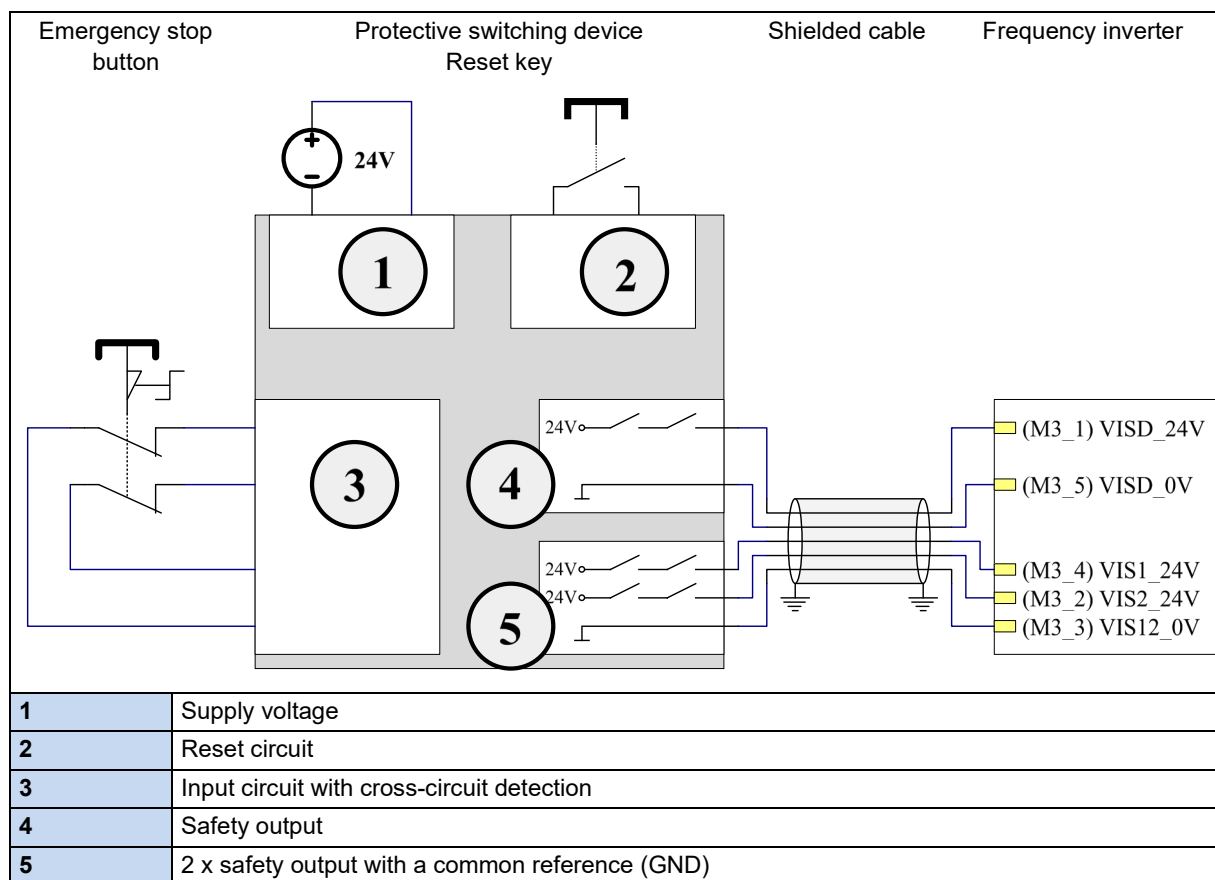 Emergency stop button
Protective switching device
Reset key
Shielded cable
Frequency inverter
+
−
24V
1
2
3
24V
4
24V
24V
5
(M3_1) VISD_24V
(M3_5) VISD_0V
(M3_4) VIS1_24V
(M3_2) VIS2_24V
(M3_3) VIS12_0V
1 Supply voltage
2 Reset circuit
3 Input circuit with cross-circuit detection
4 Safety output
5 2 x safety output with a common reference (GND)